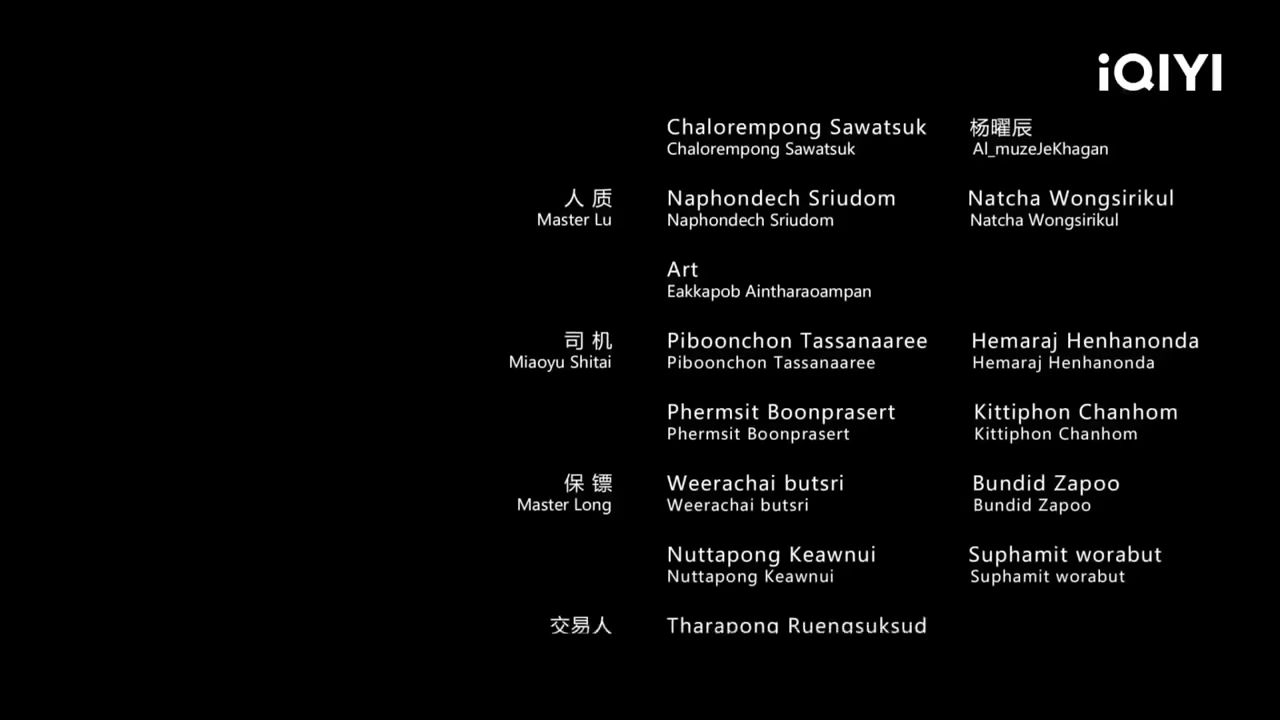 iQIYI
Chalorempong Sawatsuk 杨曜辰
Chalorempong Sawatsuk Al_muzeJeKhagan
人 质 Naphondech Sriudom Natcha Wongsirikul
Master Lu Naphondech Sriudom Natcha Wongsirikul
Art
Eakkapob Aintharaoampan
司 机 Piboonchon Tassanaaree Hemaraj Henhanonda
Miaoyu Shitai Piboonchon Tassanaaree Hemaraj Henhanonda
Phermsit Boonprasert Kittiphon Chanhom
Phermsit Boonprasert Kittiphon Chanhom
保 镖 Weerachai butsri Bundid Zapoo
Master Long Weerachai butsri Bundid Zapoo
Nuttapong Keawnui Suphamit worabut
Nuttapong Keawnui Suphamit worabut
交易人 Tharapong Ruengsuksud